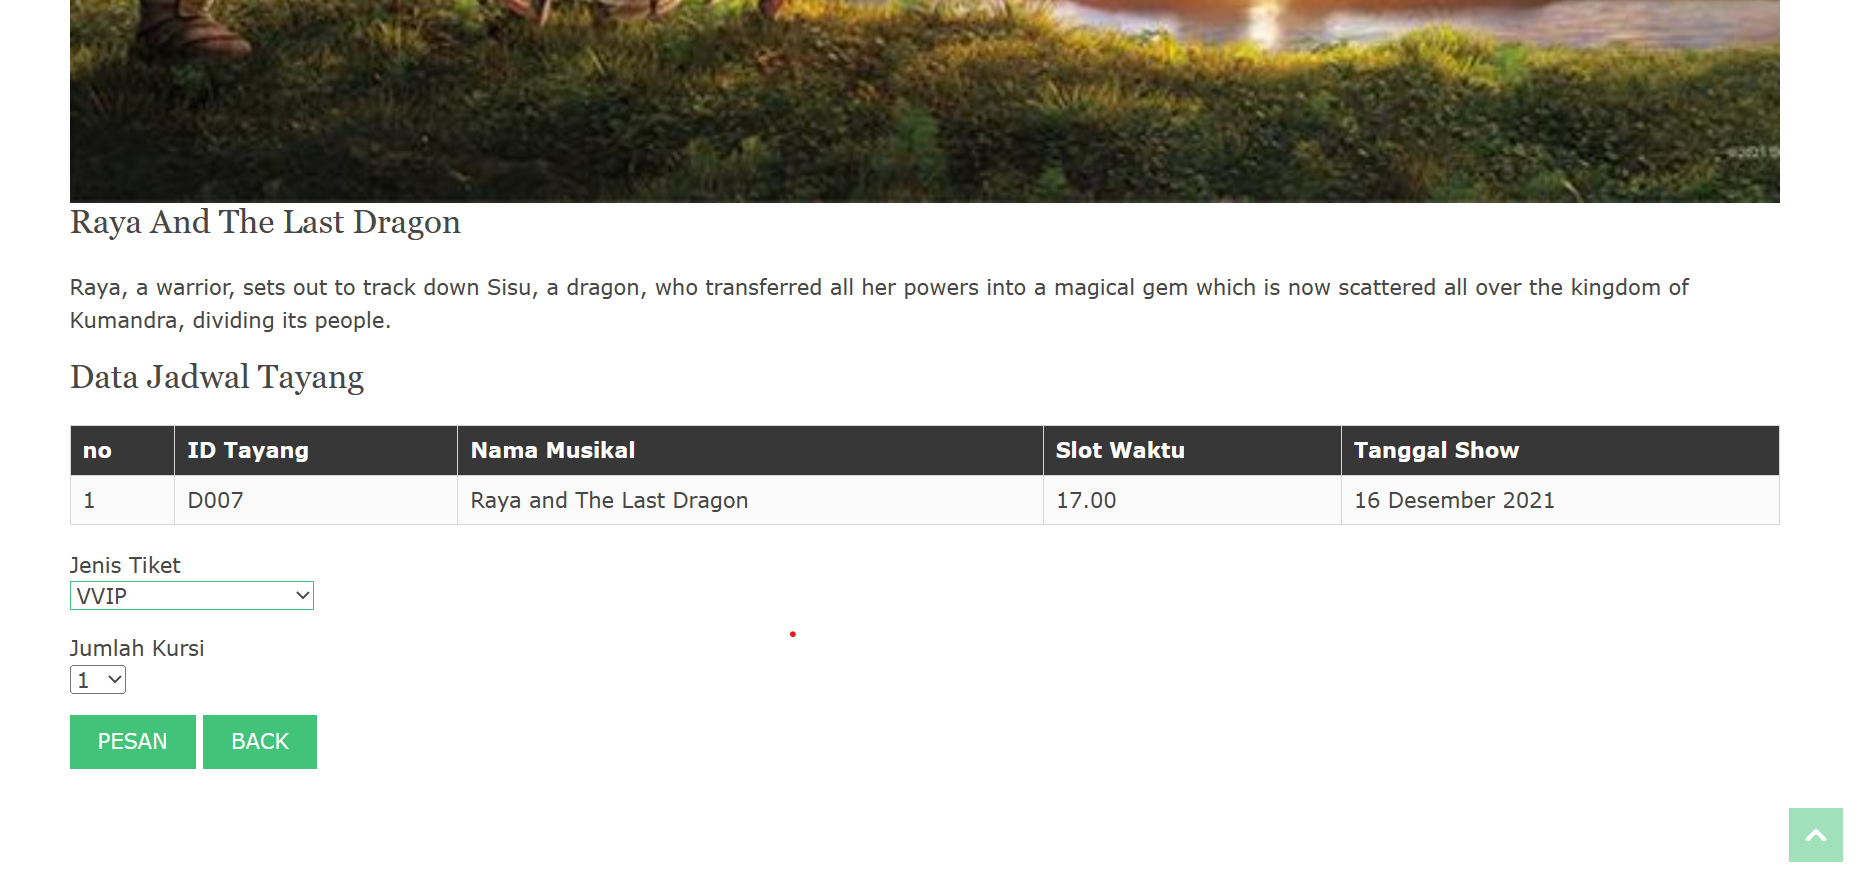 Raya And The Last Dragon
Raya, a warrior, sets out to track down Sisu, a dragon, who transferred all her powers into a magical gem which is now scattered all over the kingdom of
Kumandra, dividing its people.
Data Jadwal Tayang
no ID Tayang Nama Musikal Slot Waktu Tanggal Show
1 D007 Raya and The Last Dragon 17.00 16 Desember 2021
Jenis Tiket
VVIP
Jumlah Kursi
1
PESAN BACK